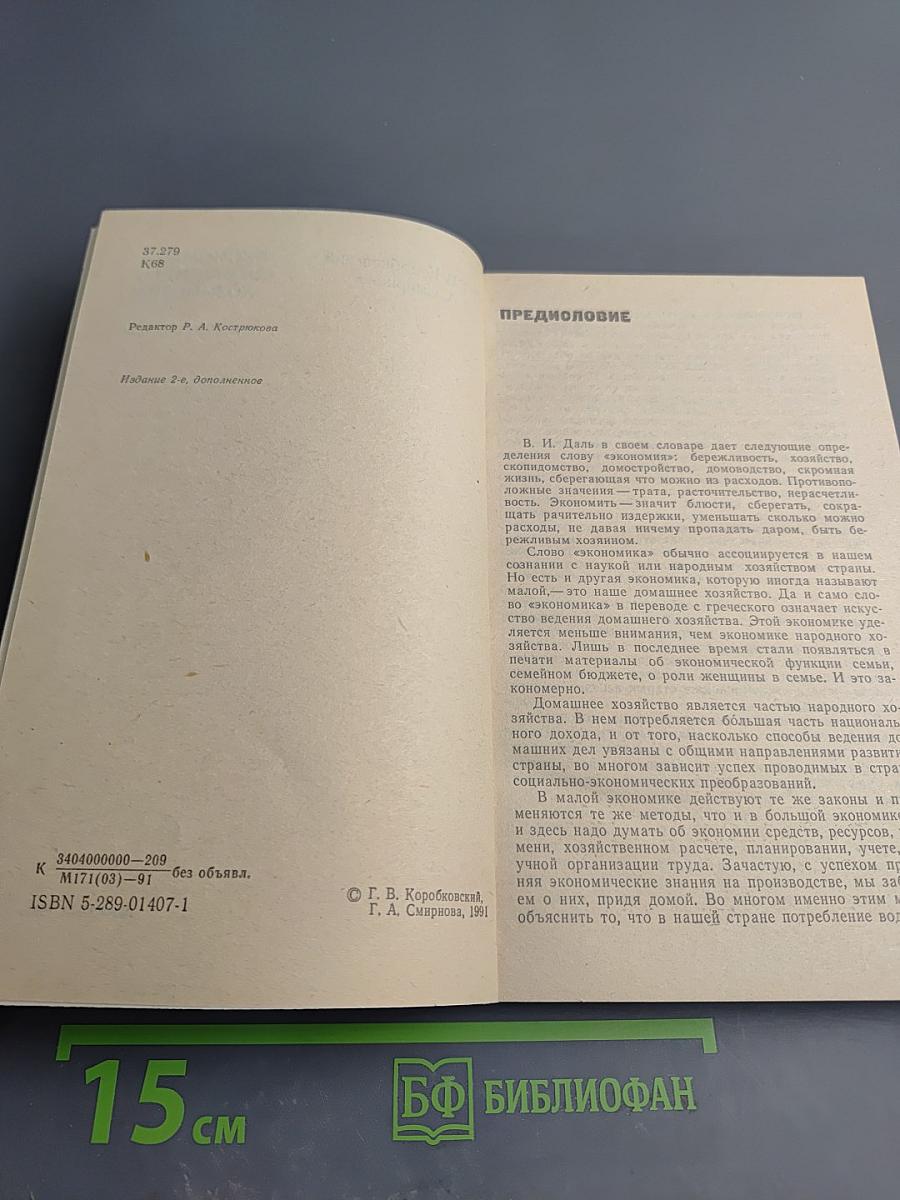 37.279
К68
Редактор Р. А. Кострюкова
Издание 2-е, дополненное
К 3404000000—209
М171(03)—91 без объявл.
ISBN 5-289-01407-1
© Г. В. Коробковский,
Г. А. Смирнова, 1991
ПРЕДИСЛОВИЕ
В. И. Даль в своем словаре дает следующие опре-
деления слову «экономия»: бережливость, хозяйство,
скопидомство, домостройство, домоводство, скромная
жизнь, сберегающая что можно из расходов. Противопо-
ложные значения — трата, расточительство, нерасчетли-
вость. Экономить — значит блюсти, сберегать, сокра-
щать рачительно издержки, уменьшать сколько можно
расходы, не давая ничему пропадать даром, быть бе-
режливым хозяином.
Слово «экономика» обычно ассоциируется в нашем
сознании с наукой или народным хозяйством страны.
Но есть и другая экономика, которую иногда называют
малой,— это наше домашнее хозяйство. Да и само сло-
во «экономика» в переводе с греческого означает искус-
ство ведения домашнего хозяйства. Этой экономике уде-
ляется меньше внимания, чем экономике народного хо-
зяйства. Лишь в последнее время стали появляться в
печати материалы об экономической функции семьи,
семейном бюджете, о роли женщины в семье. И это за-
кономерно.
Домашнее хозяйство является частью народного хо-
зяйства. В нем потребляется бо́льшая часть националь-
ного дохода, и от того, насколько способы ведения до
машних дел увязаны с общими направлениями развити
страны, во многом зависит успех проводимых в стра
социально-экономических преобразований.
В малой экономике действуют те же законы и п
меняются те же методы, что и в большой экономике
и здесь надо думать об экономии средств, ресурсов,
мени, хозяйственном расчете, планировании, учете,
учной организации труда. Зачастую, с успехом пр
няя экономические знания на производстве, мы заб
ем о них, придя домой. Во многом именно этим м
объяснить то, что в нашей стране потребление вод
15 см
БФ БИБЛИОФАН